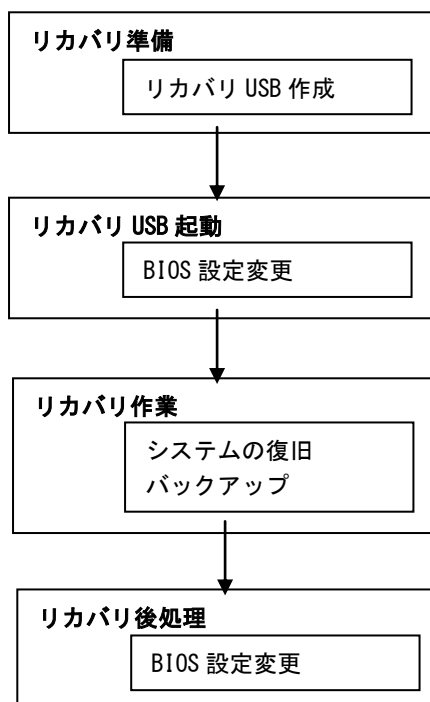 リカバリ準備
リカバリ USB 作成
リカバリ USB 起動
BIOS 設定変更
リカバリ作業
システムの復旧
バックアップ
リカバリ後処理
BIOS 設定変更